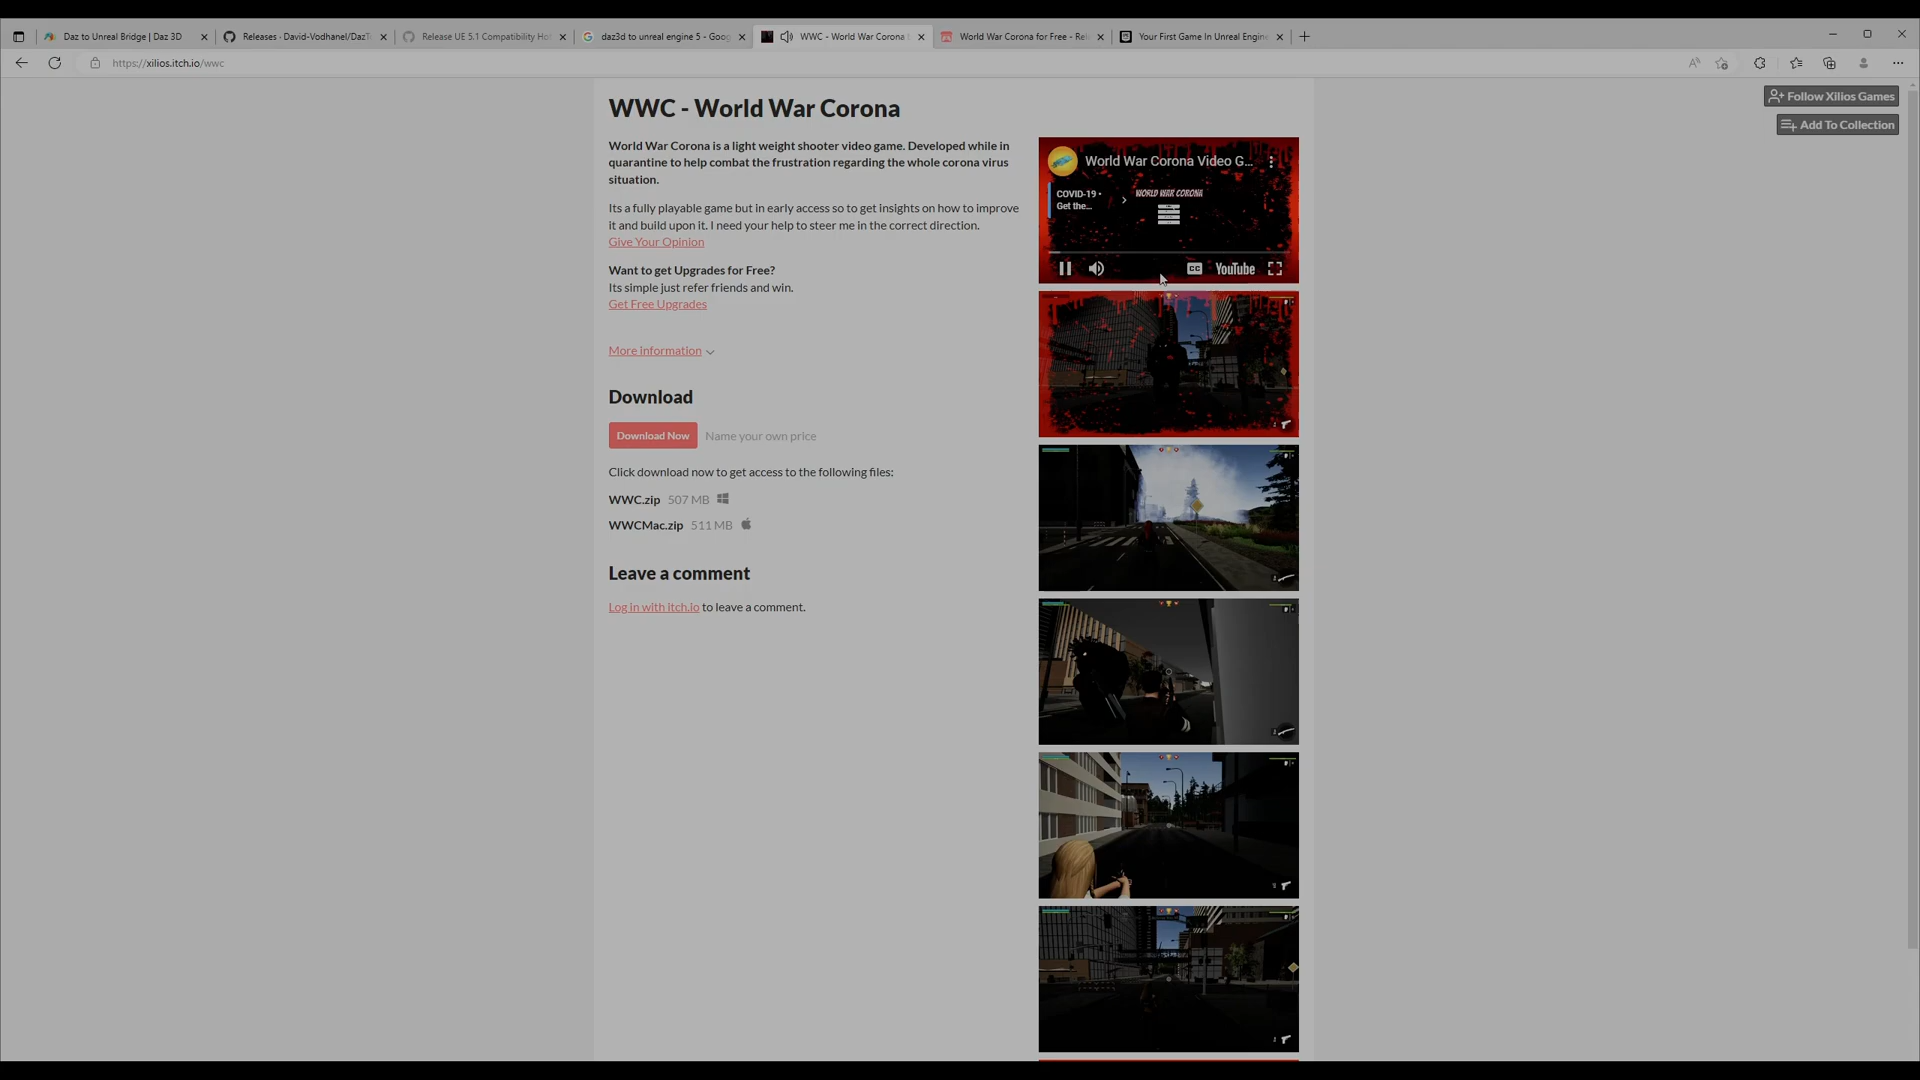 Daz to Unreal Bridge | Daz 3D
Releases · David-Vodhanel/DazTo
Release UE 5.1 Compatibility Hot
daz3d to unreal engine 5 - Goog
WWC - World War Corona b
World War Corona for Free - Rele
Your First Game In Unreal Engine
https://xilios.itch.io/wwc
Follow Xilios Games
Add To Collection
WWC - World War Corona
World War Corona is a light weight shooter video game. Developed while in
quarantine to help combat the frustration regarding the whole corona virus
situation.
Its a fully playable game but in early access so to get insights on how to improve
it and build upon it. I need your help to steer me in the correct direction.
Give Your Opinion
Want to get Upgrades for Free?
Its simple just refer friends and win.
Get Free Upgrades
More information
Download
Download Now Name your own price
Click download now to get access to the following files:
WWC.zip 507 MB
WWCMac.zip 511 MB
Leave a comment
Log in with itch.io to leave a comment.
World War Corona Video G...
COVID-19 •
Get the...
WORLD WAR CORONA
CC YouTube